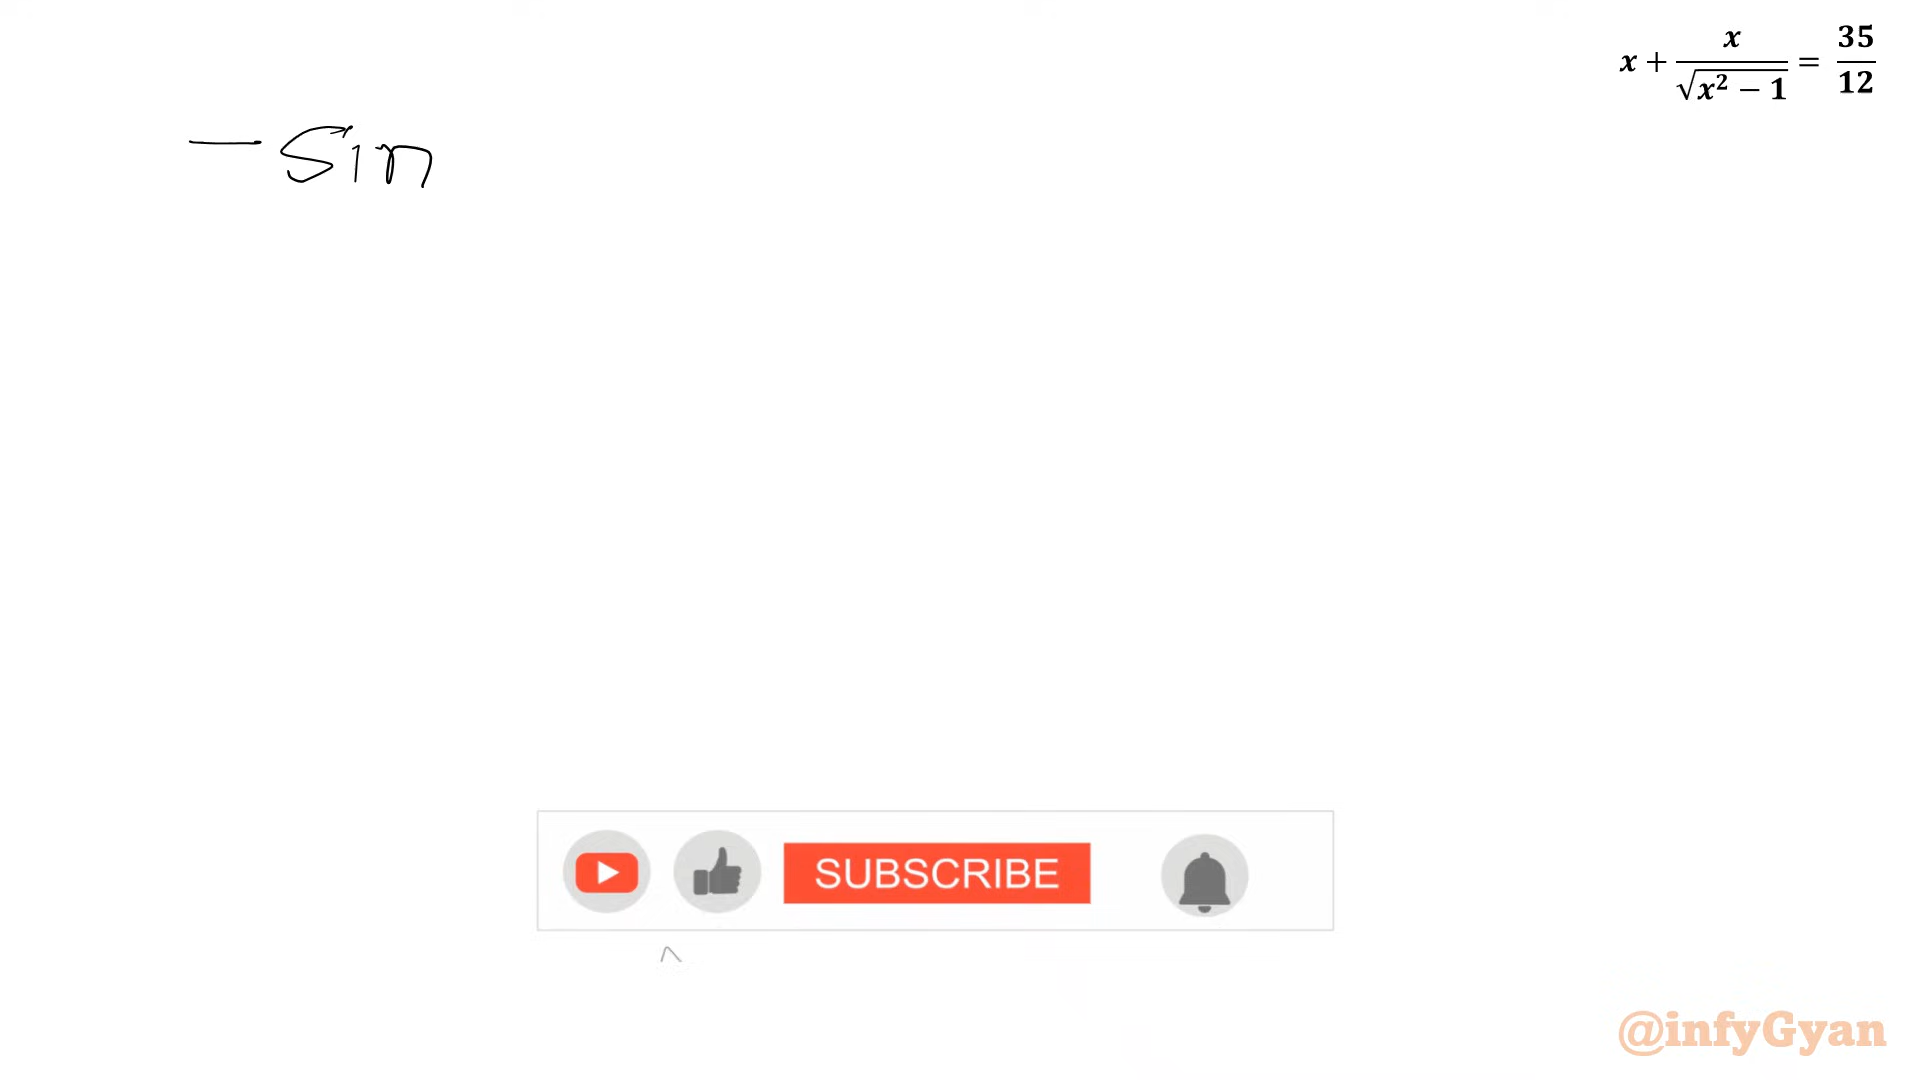 x + x/√(x² − 1) = 35/12
— Sin
SUBSCRIBE
@infyGyan